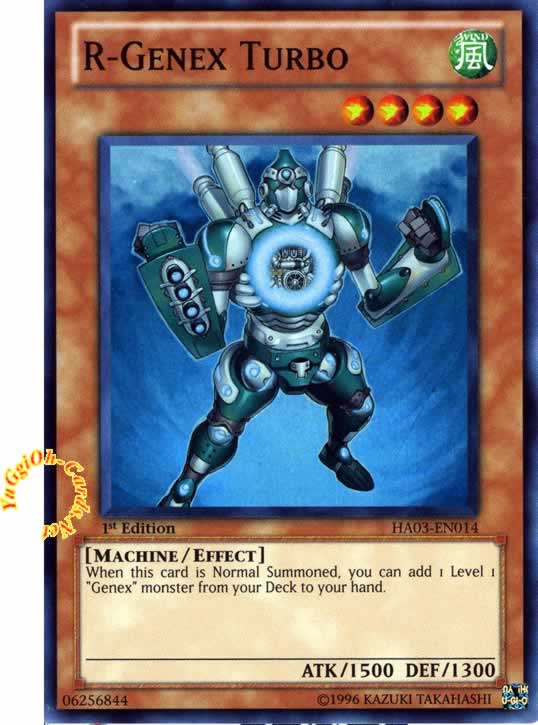 R-Genex Turbo
WIND
風
YuGgiOh-Cards.Net
1st Edition HA03-EN014
[Machine/Effect]
When this card is Normal Summoned, you can add 1 Level 1
"Genex" monster from your Deck to your hand.
ATK/1500 DEF/1300
06256844 ©1996 KAZUKI TAKAHASHI